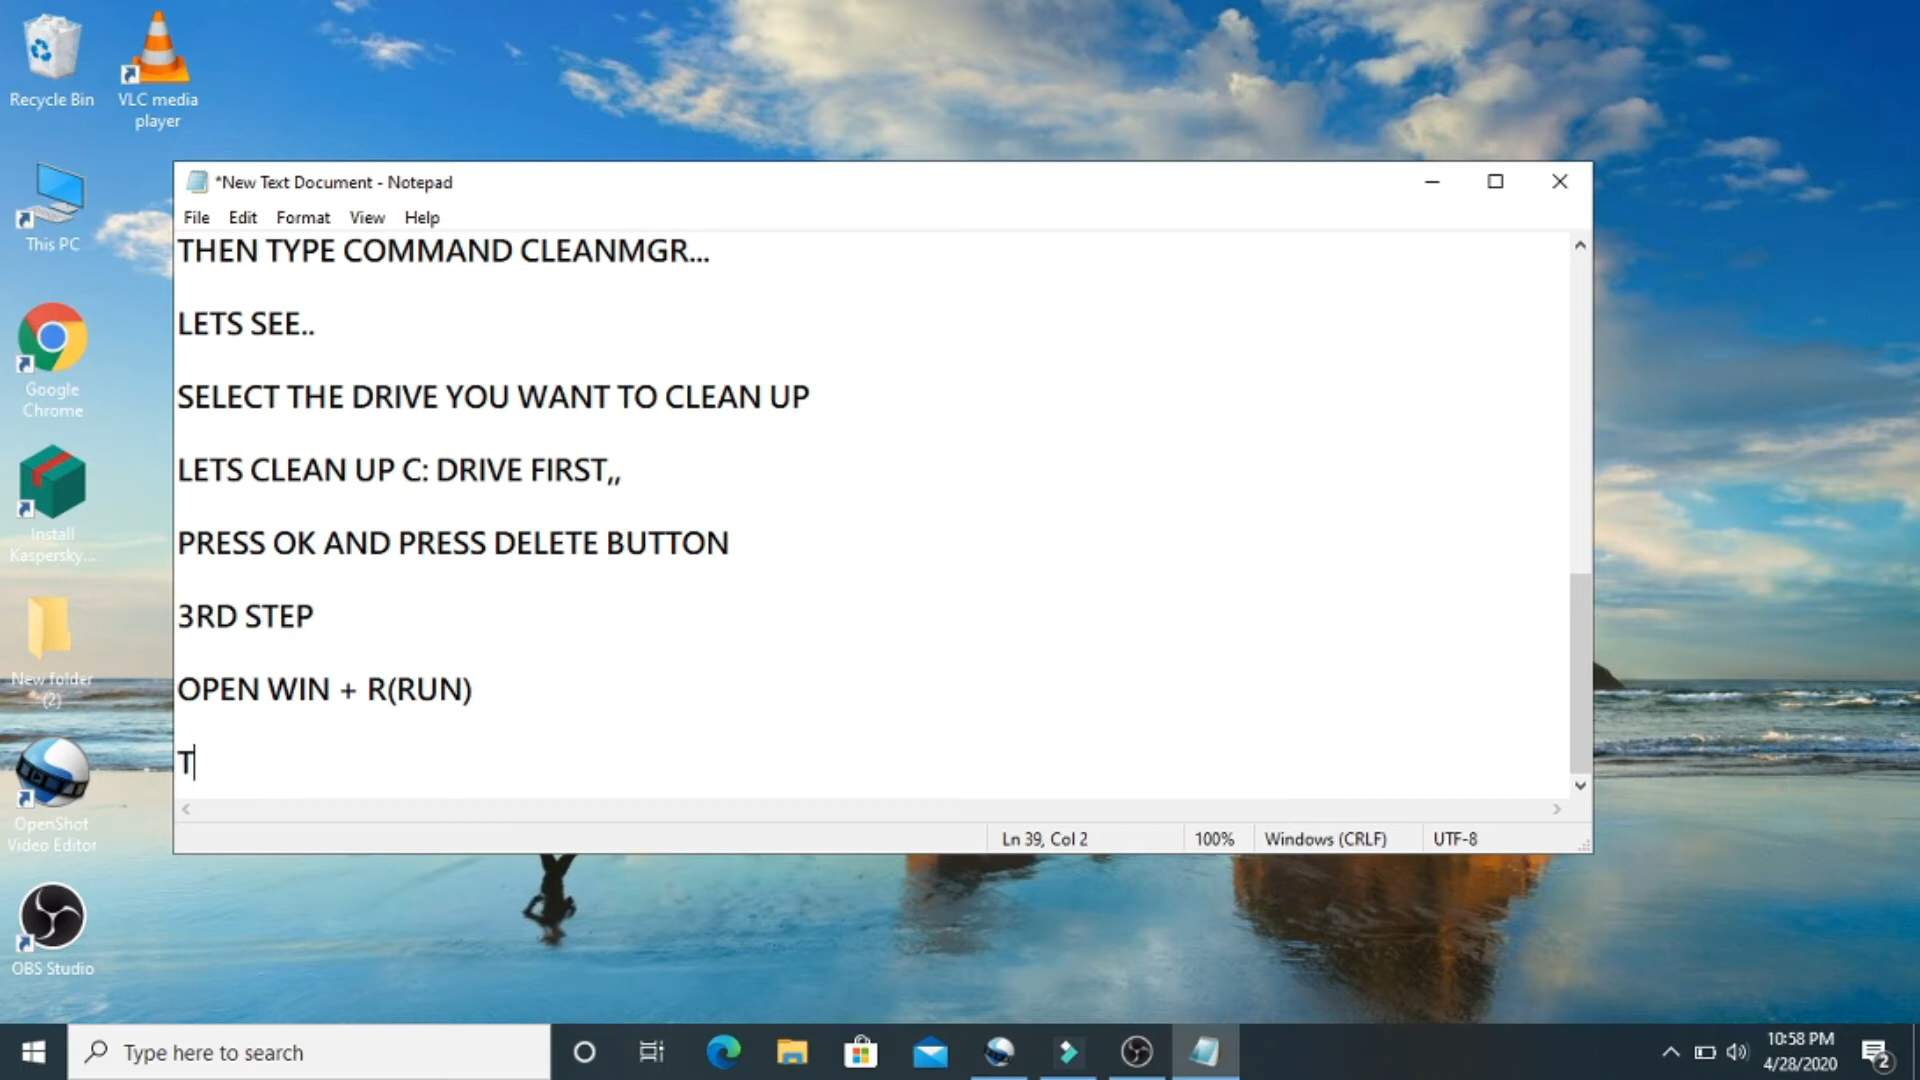 Recycle Bin
VLC media
player
This PC
Google
Chrome
Install
Kaspersky...
New folder
(2)
OpenShot
Video Editor
OBS Studio
*New Text Document - Notepad
File Edit Format View Help
THEN TYPE COMMAND CLEANMGR...
LETS SEE..
SELECT THE DRIVE YOU WANT TO CLEAN UP
LETS CLEAN UP C: DRIVE FIRST,,
PRESS OK AND PRESS DELETE BUTTON
3RD STEP
OPEN WIN + R(RUN)
T
Ln 39, Col 2 100% Windows (CRLF) UTF-8
Type here to search
10:58 PM
4/28/2020
2